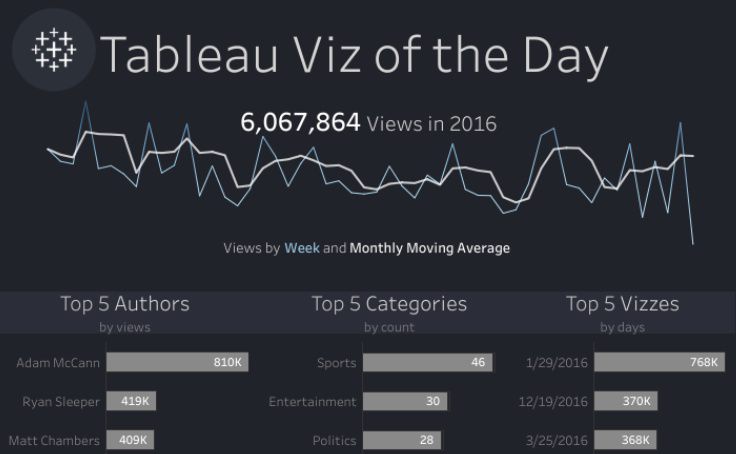 Tableau Viz of the Day
6,067,864 Views in 2016
Views by Week and Monthly Moving Average
Top 5 Authors
by views
Adam McCann 810K
Ryan Sleeper 419K
Matt Chambers 409K
Top 5 Categories
by count
Sports 46
Entertainment 30
Politics 28
Top 5 Vizzes
by days
1/29/2016 768K
12/19/2016 370K
3/25/2016 368K